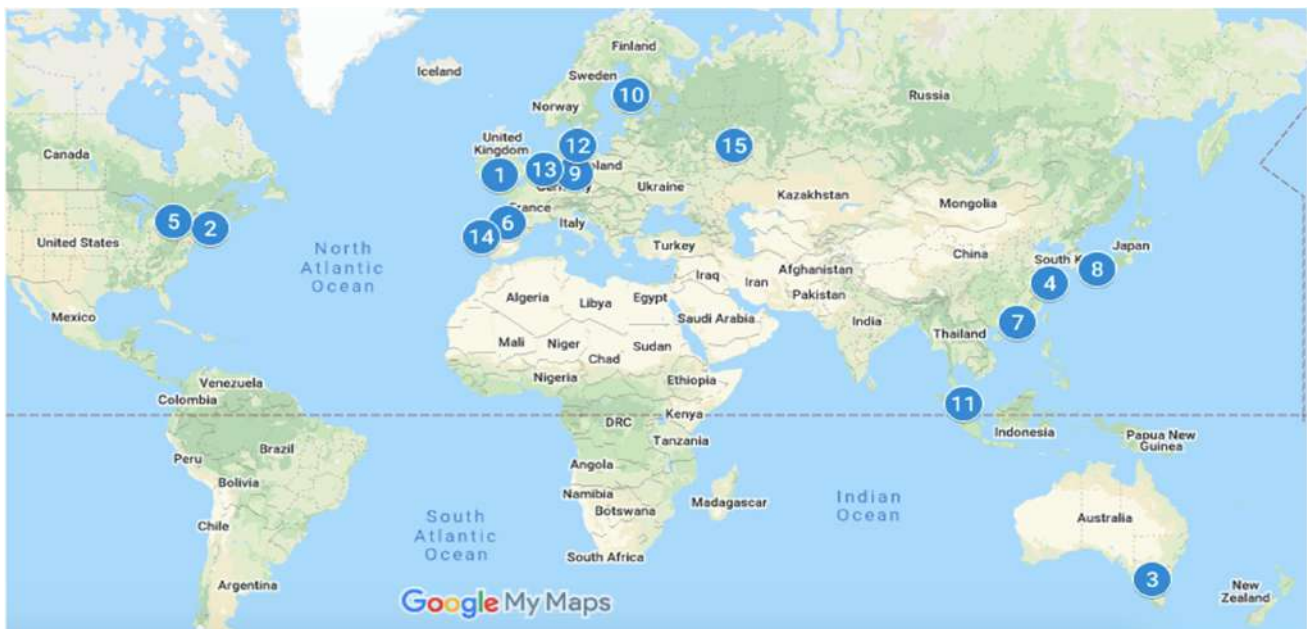 Finland
Iceland
Sweden
Russia
10
Norway
United
Kingdom
12
15
Canada
13
land
1
9
Ukraine
Kazakhstan
Mongolia
5
2
6
France
Italy
14
United States
North
Atlantic
Ocean
Turkey
China
South K
Japan
8
4
Iraq
Iran
Afghanistan
Pakistan
Algeria
Libya
Egypt
Mexico
Saudi Arabia
India
7
Thailand
Mali
Niger
Chad
Sudan
Venezuela
Nigeria
Ethiopia
Colombia
11
DRC
Kenya
Indonesia
Papua New
Guinea
Tanzania
Brazil
Peru
Bolivia
Angola
Namibia
Botswana
Madagascar
Indian
Ocean
Australia
Chile
South
Atlantic
Ocean
South Africa
3
Argentina
New
Zealand
Google My Maps